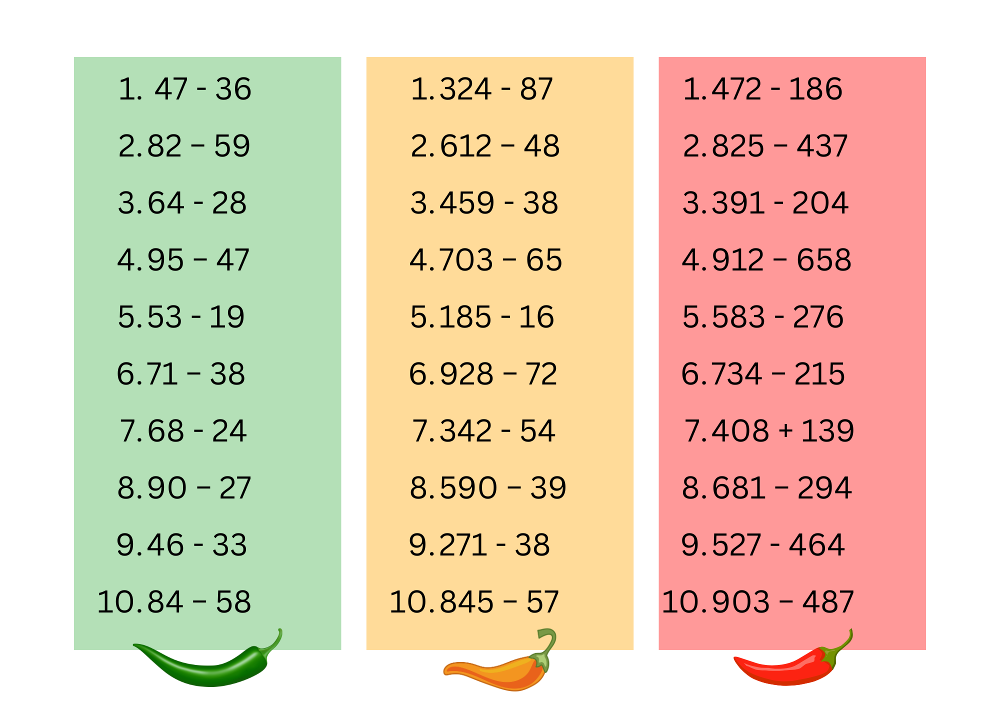 1. 47 - 36
2. 82 – 59
3. 64 - 28
4. 95 – 47
5. 53 - 19
6. 71 – 38
7. 68 - 24
8. 90 – 27
9. 46 - 33
10. 84 – 58
1. 324 - 87
2. 612 – 48
3. 459 - 38
4. 703 – 65
5. 185 - 16
6. 928 – 72
7. 342 - 54
8. 590 – 39
9. 271 - 38
10. 845 – 57
1. 472 - 186
2. 825 – 437
3. 391 - 204
4. 912 – 658
5. 583 - 276
6. 734 – 215
7. 408 + 139
8. 681 – 294
9. 527 - 464
10. 903 – 487